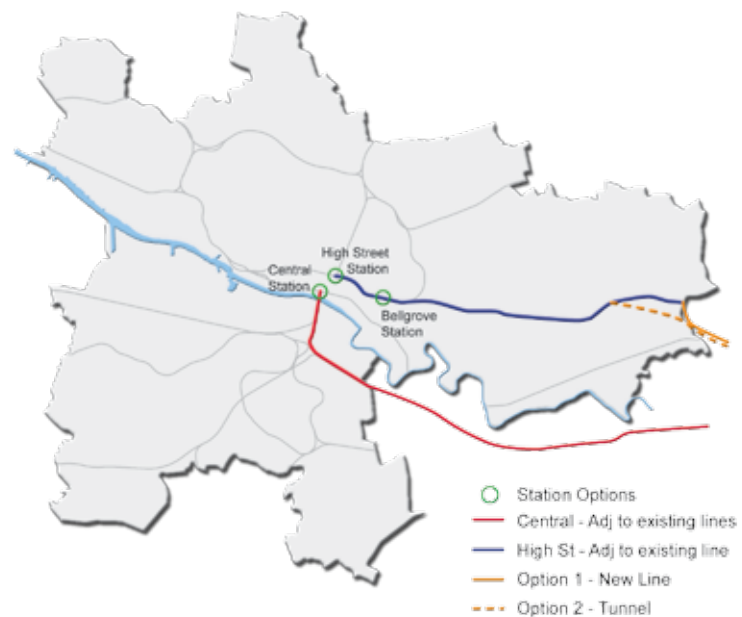 High Street
Station
Central
Station
Bellgrove
Station
Station Options
Central - Adj to existing lines
High St - Adj to existing line
Option 1 - New Line
Option 2 - Tunnel